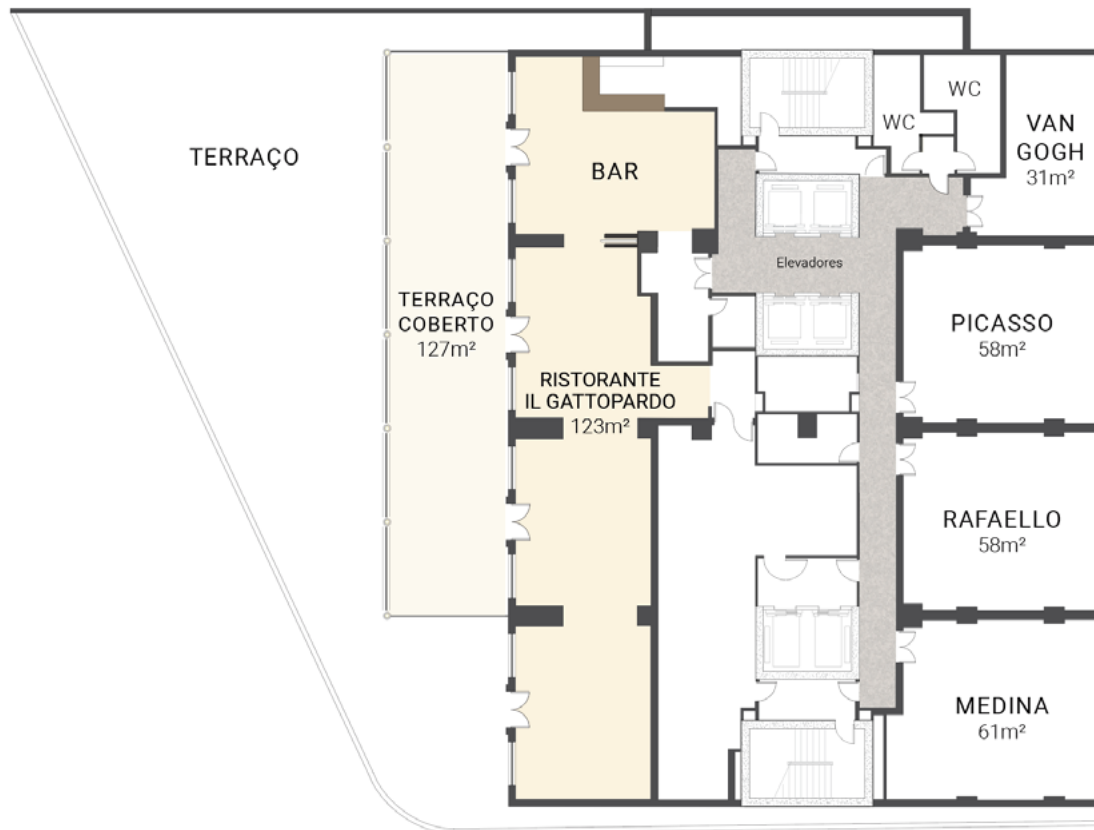 TERRAÇO
TERRAÇO
COBERTO
127m²
BAR
RISTORANTE
IL GATTOPARDO
123m²
Elevadores
WC
WC
VAN
GOGH
31m²
PICASSO
58m²
RAFAELLO
58m²
MEDINA
61m²